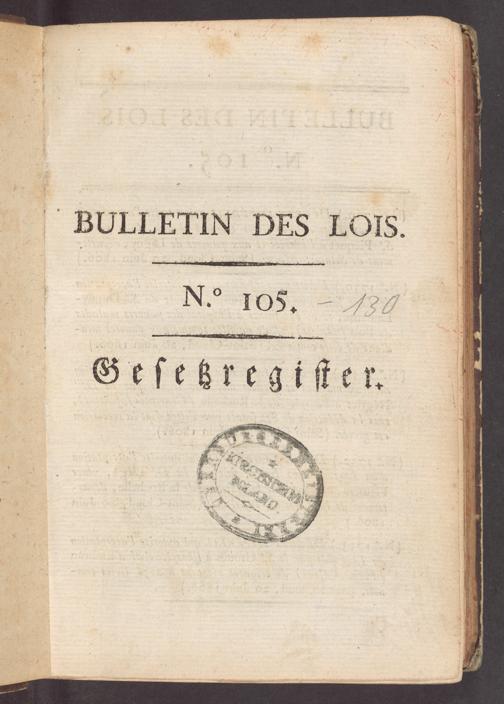 BULLETIN DES LOIS.
N.º 105. – 130
Gesetzregister.